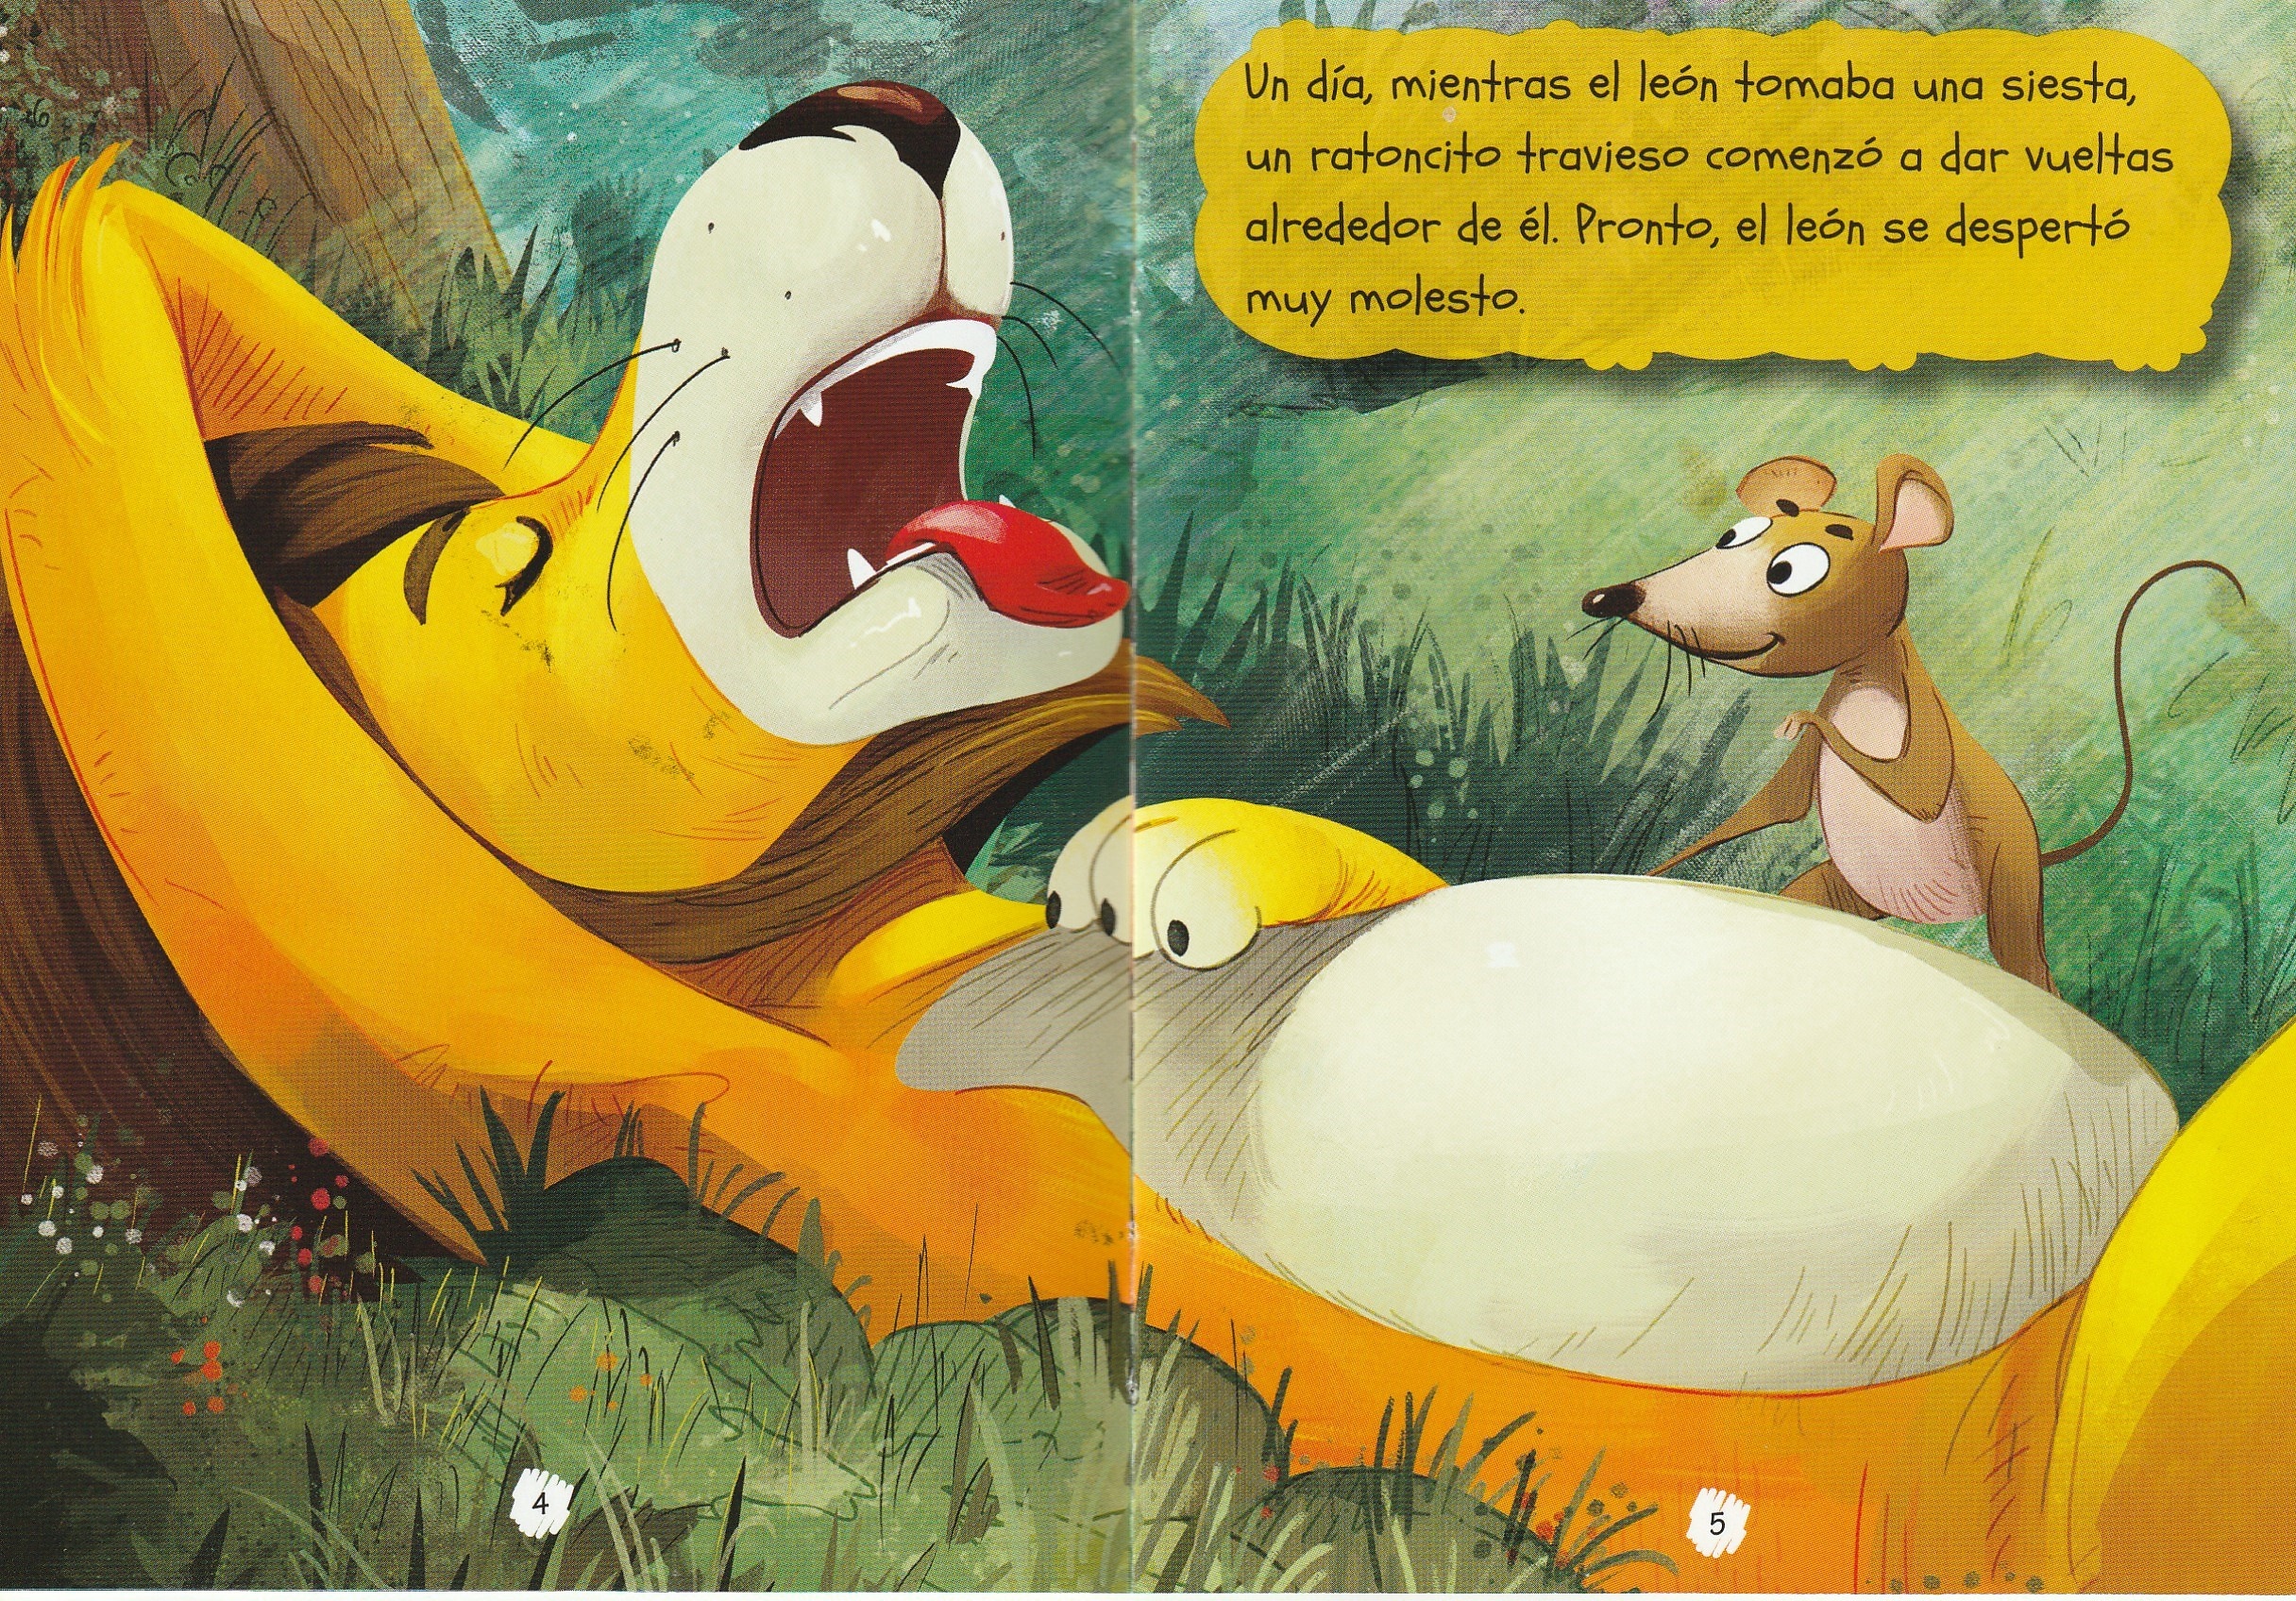 Un día, mientras el león tomaba una siesta,
un ratoncito travieso comenzó a dar vueltas
alrededor de él. Pronto, el león se despertó
muy molesto.
4
5